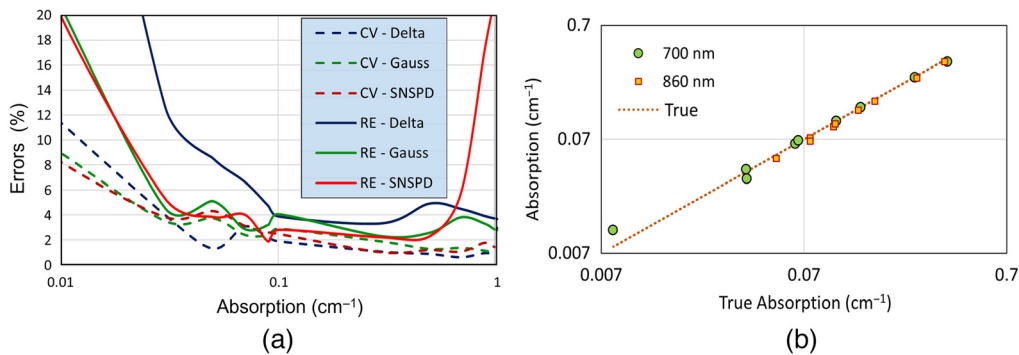 Errors (%)
20
18
16
14
12
10
8
6
4
2
0
0.01
0.1
1
Absorption (cm⁻¹)
CV - Delta
CV - Gauss
CV - SNSPD
RE - Delta
RE - Gauss
RE - SNSPD
(a)
Absorption (cm⁻¹)
0.7
0.07
0.007
0.007
0.07
0.7
True Absorption (cm⁻¹)
700 nm
860 nm
True
(b)